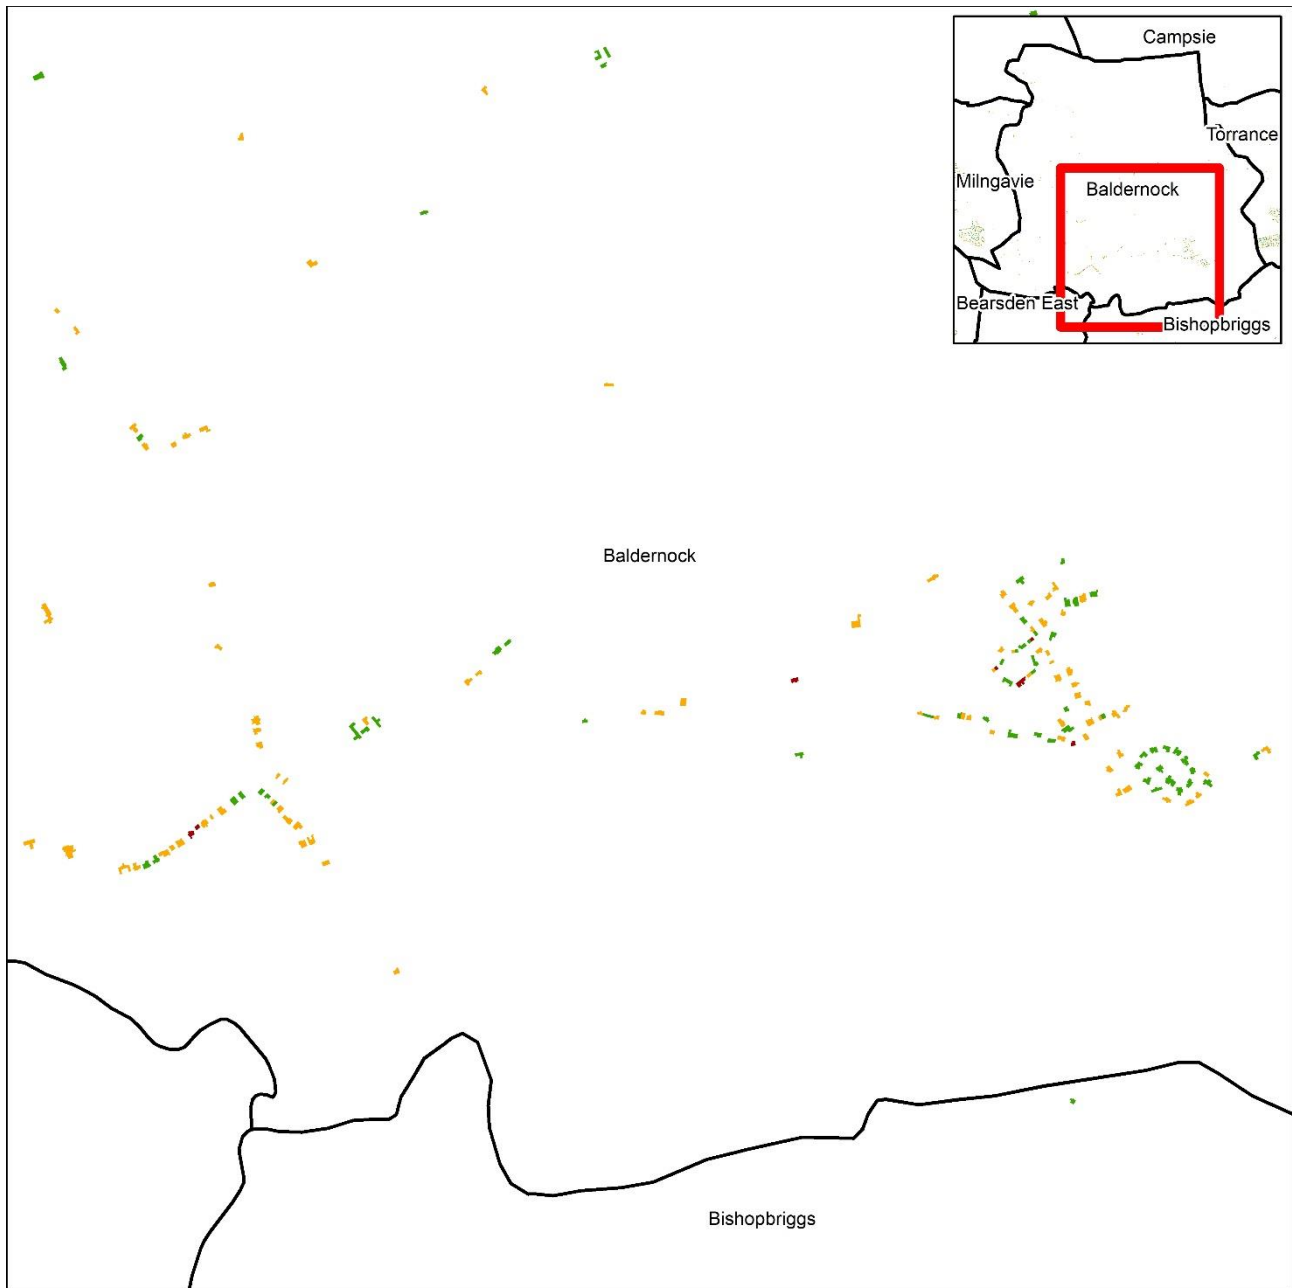 Campsie
Torrance
Milngavie
Baldernock
Bearsden East
Bishopbriggs
Baldernock
Bishopbriggs